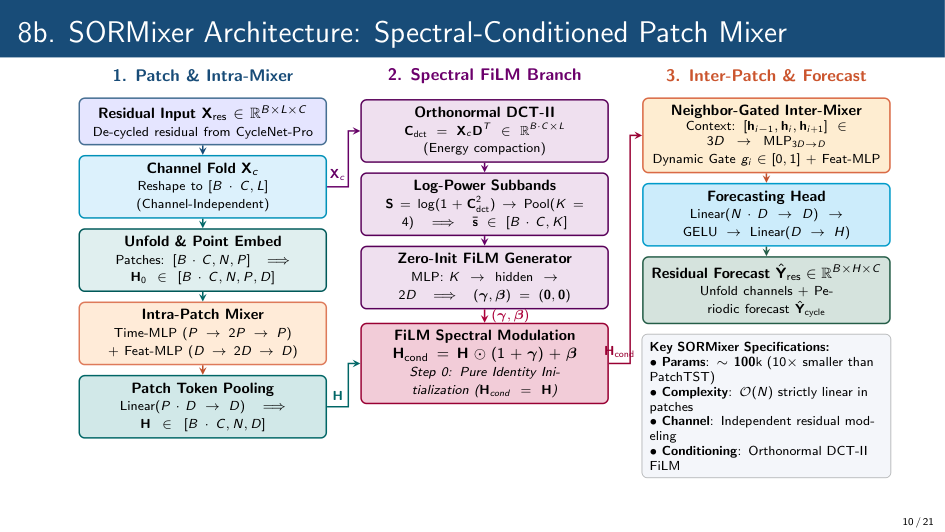 8b. SORMixer Architecture: Spectral-Conditioned Patch Mixer
1. Patch & Intra-Mixer
Residual Input X_res ∈ ℝ^{B×L×C}
De-cycled residual from CycleNet-Pro
Channel Fold X_c
Reshape to [B · C, L]
(Channel-Independent)
Unfold & Point Embed
Patches: [B · C, N, P] ⟹
H_0 ∈ [B · C, N, P, D]
Intra-Patch Mixer
Time-MLP (P → 2P → P)
+ Feat-MLP (D → 2D → D)
Patch Token Pooling
Linear(P · D → D) ⟹
H ∈ [B · C, N, D]
X_c
H
2. Spectral FiLM Branch
Orthonormal DCT-II
C_dct = X_c D^T ∈ ℝ^{B·C×L}
(Energy compaction)
Log-Power Subbands
S = log(1 + C²_dct) → Pool(K =
4) ⟹ s̄ ∈ [B · C, K]
Zero-Init FiLM Generator
MLP: K → hidden →
2D ⟹ (γ, β) = (0, 0)
(γ, β)
FiLM Spectral Modulation
H_cond = H ⊙ (1 + γ) + β
Step 0: Pure Identity Ini-
tialization (H_cond = H)
H_cond
3. Inter-Patch & Forecast
Neighbor-Gated Inter-Mixer
Context: [h_{i−1}, h_i, h_{i+1}] ∈
3D → MLP_{3D→D}
Dynamic Gate g_i ∈ [0, 1] + Feat-MLP
Forecasting Head
Linear(N · D → D) →
GELU → Linear(D → H)
Residual Forecast Ŷ_res ∈ ℝ^{B×H×C}
Unfold channels + Pe-
riodic forecast Ŷ_cycle
Key SORMixer Specifications:
• Params: ~ 100k (10× smaller than
PatchTST)
• Complexity: O(N) strictly linear in
patches
• Channel: Independent residual mod-
eling
• Conditioning: Orthonormal DCT-II
FiLM
10 / 21